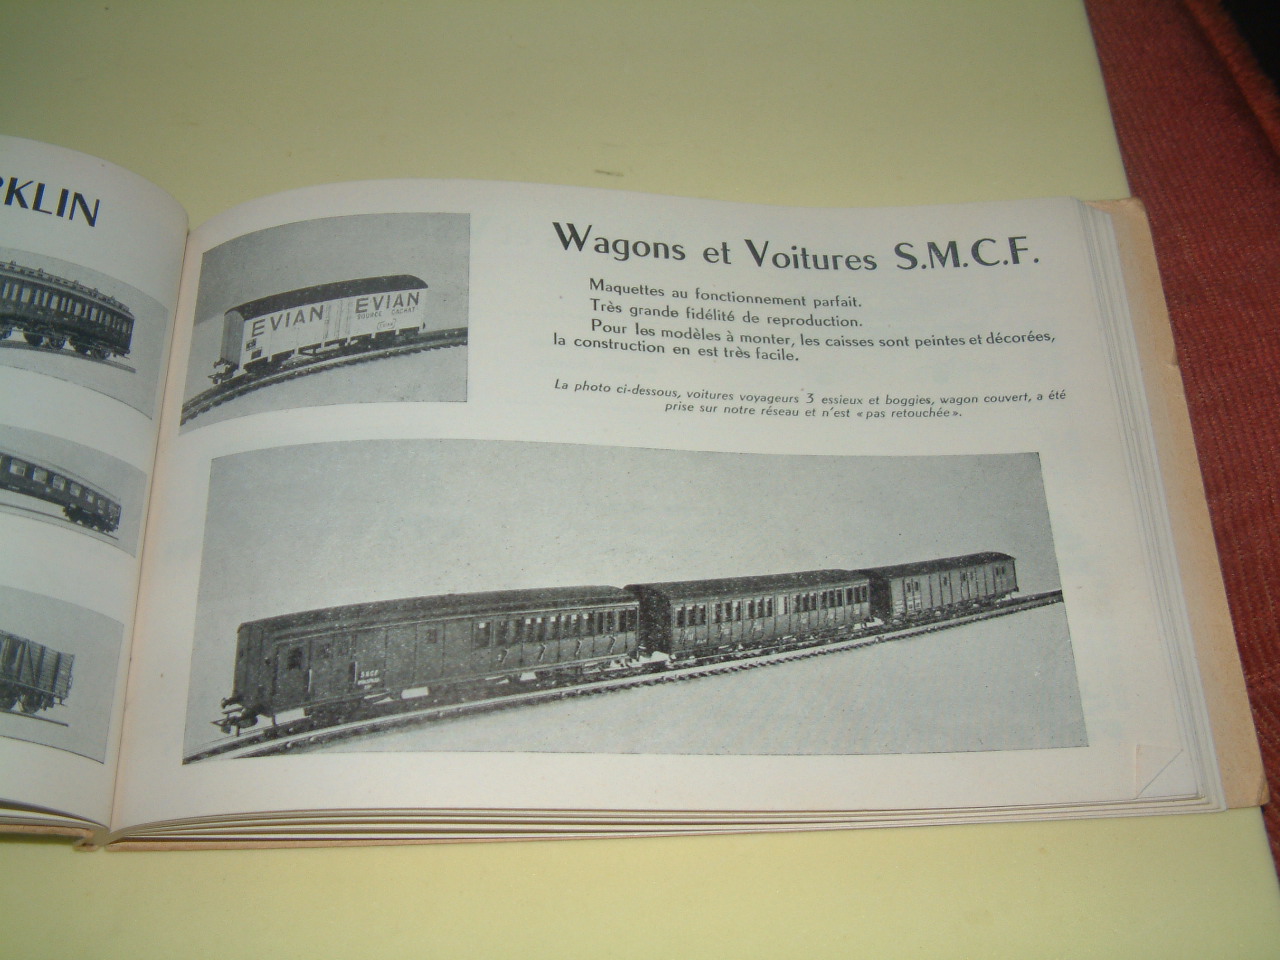 RKLIN
Wagons et Voitures S.M.C.F.
Maquettes au fonctionnement parfait.
Très grande fidélité de reproduction.
Pour les modèles à monter, les caisses sont peintes et décorées,
la construction en est très facile.
La photo ci-dessous, voitures voyageurs 3 essieux et boggies, wagon couvert, a été
prise sur notre réseau et n'est « pas retouchée ».
EVIAN EVIAN
SOURCE CACHAT
SNCF